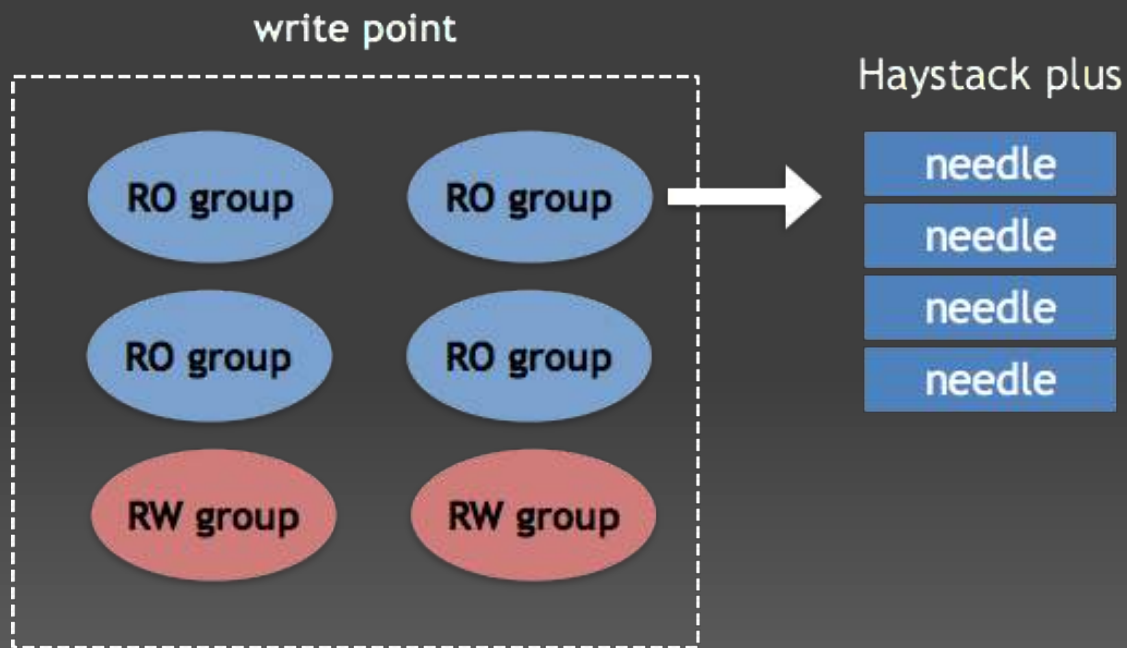 write point
Haystack plus
RO group
RO group
needle
needle
RO group
RO group
needle
needle
RW group
RW group